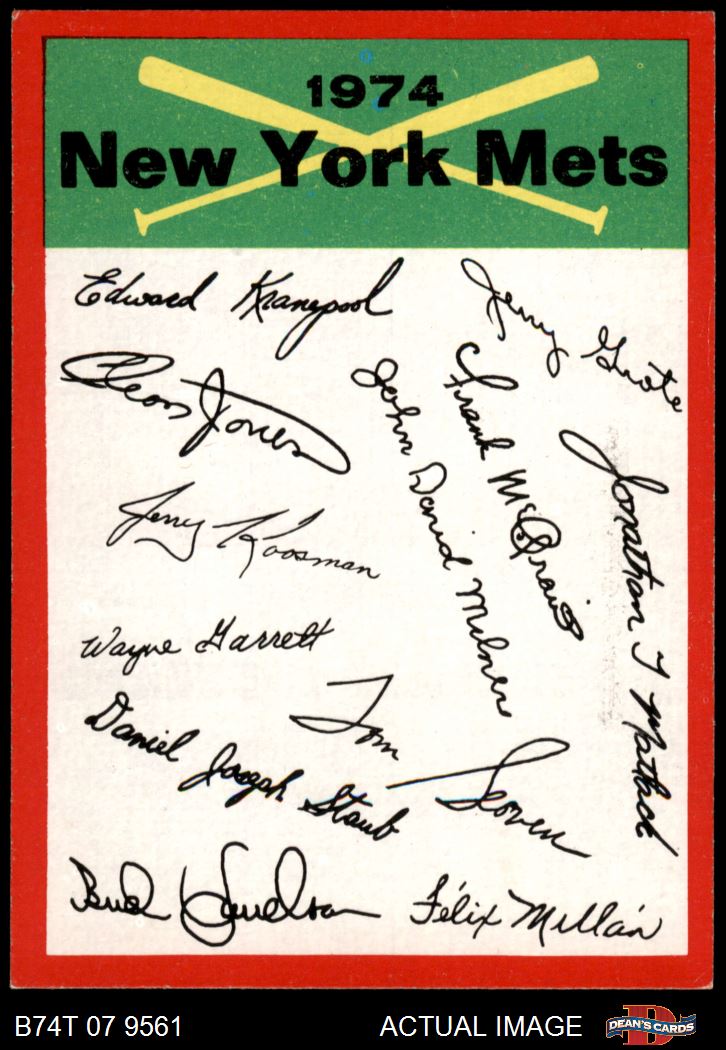 1974
New York Mets
Edward Kranepool
Jerry Grote
Cleon Jones
John David Milner
Frank McGraw
Jonathan T Matlack
Jerry Koosman
Wayne Garrett
Tom Seaver
Daniel Joseph Staub
Bud Harrelson
Félix Millán
B74T 07 9561
ACTUAL IMAGE
DEAN'S CARDS